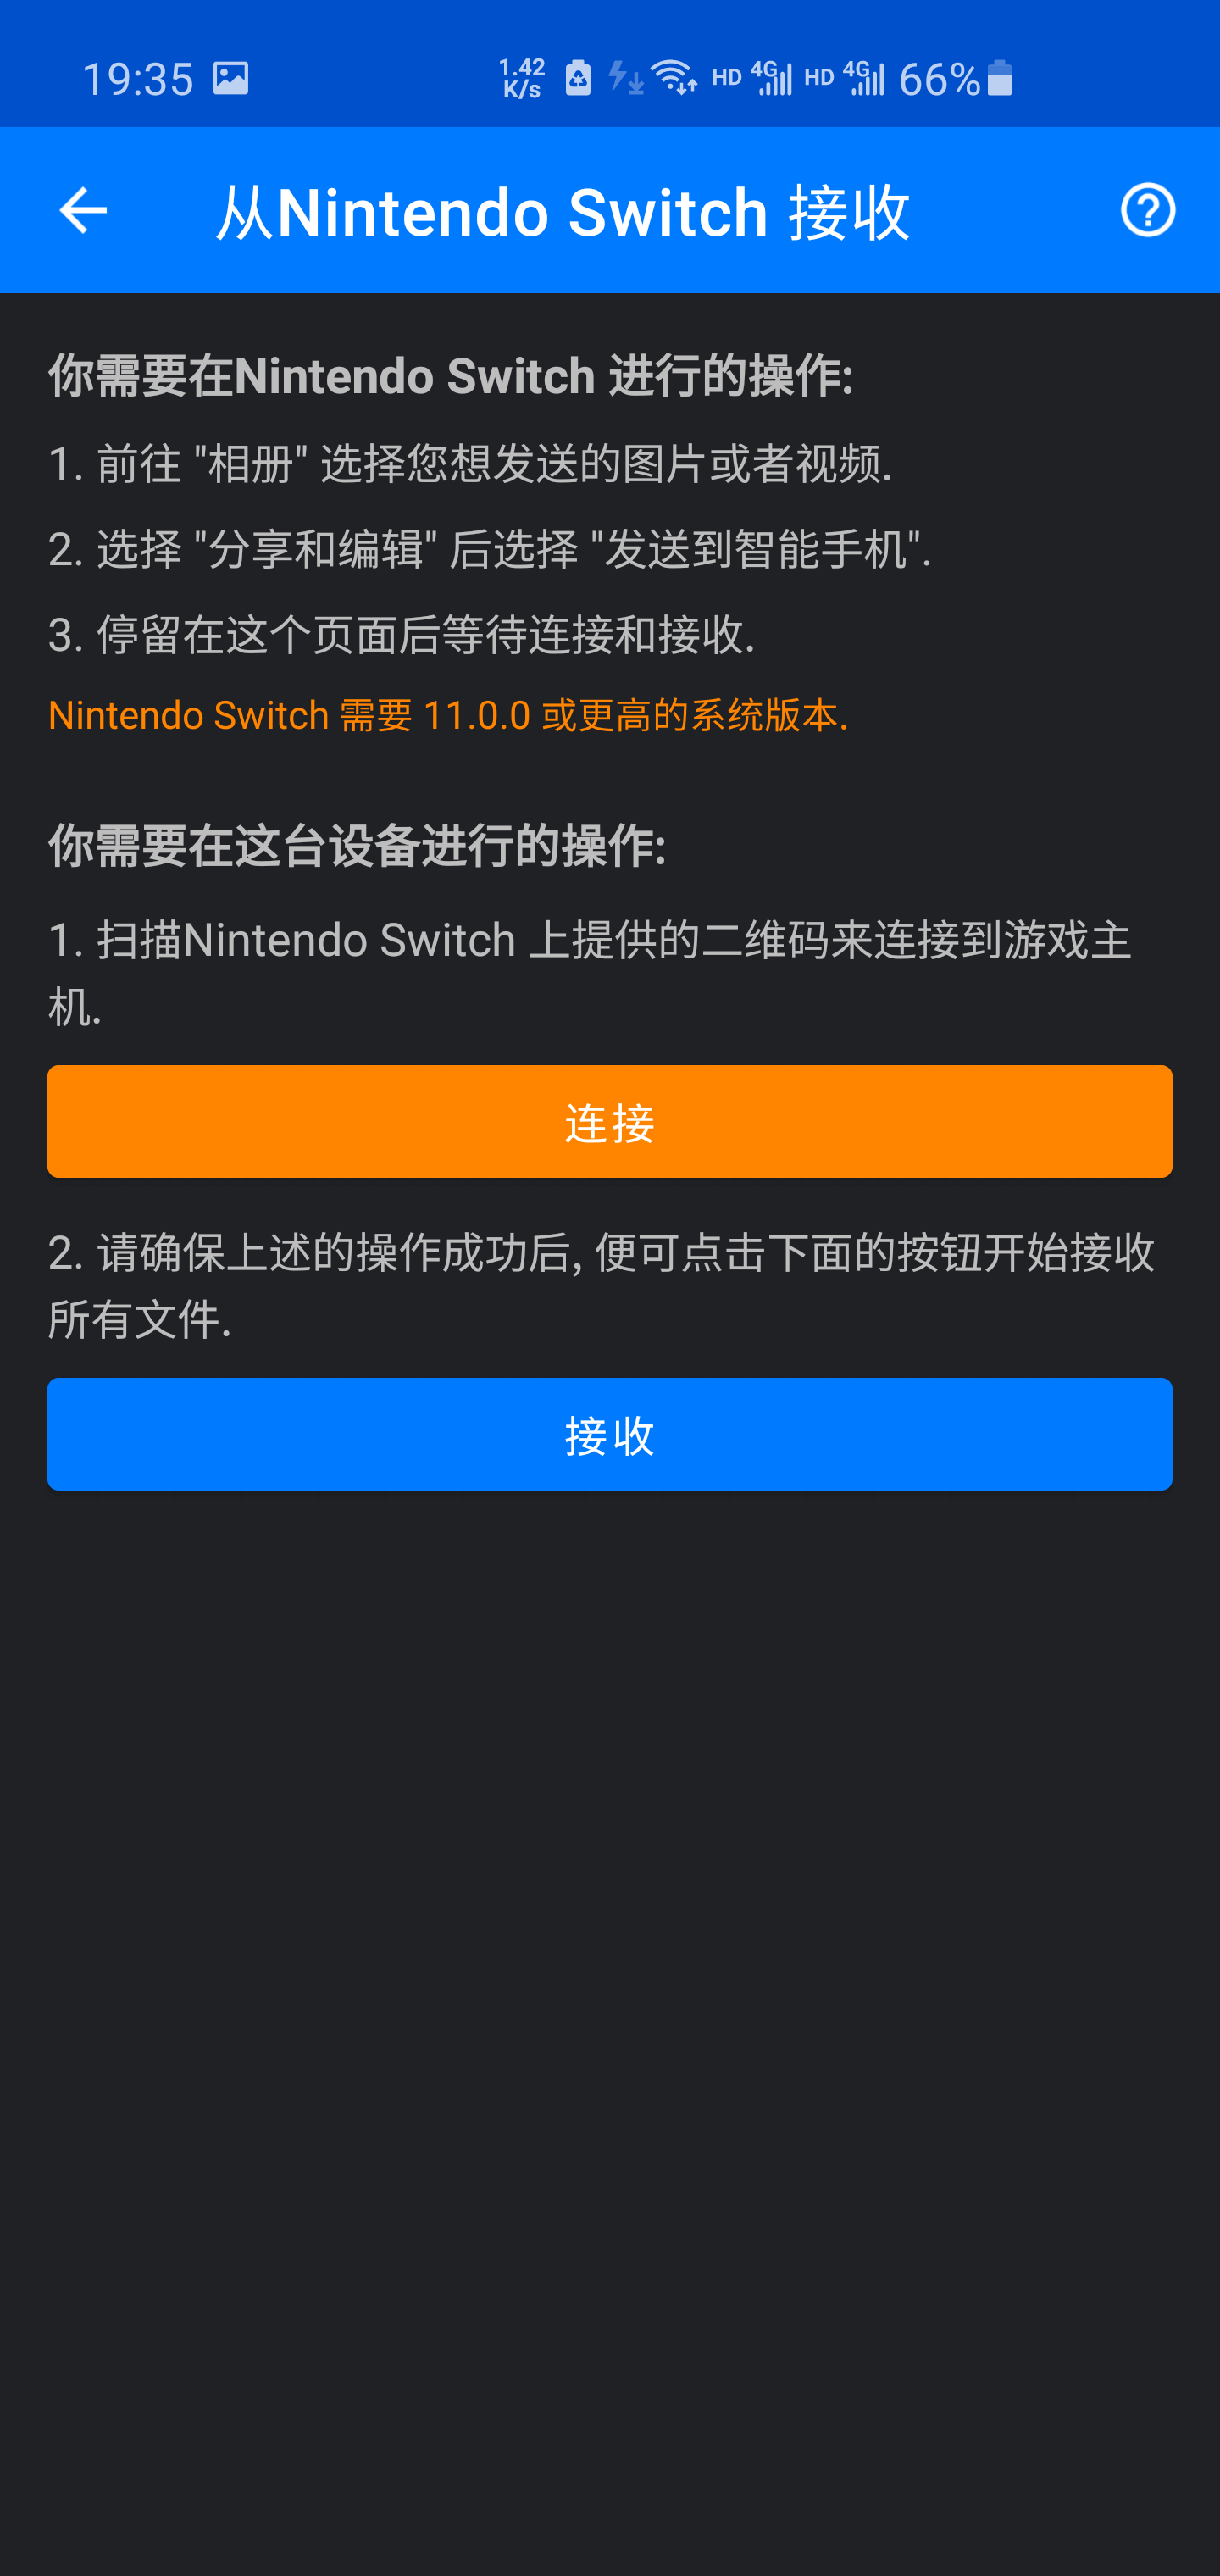 19:35 1.42 K/s HD 4G HD 4G 66%
从Nintendo Switch 接收
你需要在Nintendo Switch 进行的操作:
1. 前往 "相册" 选择您想发送的图片或者视频.
2. 选择 "分享和编辑" 后选择 "发送到智能手机".
3. 停留在这个页面后等待连接和接收.
Nintendo Switch 需要 11.0.0 或更高的系统版本.
你需要在这台设备进行的操作:
1. 扫描Nintendo Switch 上提供的二维码来连接到游戏主
机.
连接
2. 请确保上述的操作成功后, 便可点击下面的按钮开始接收
所有文件.
接收